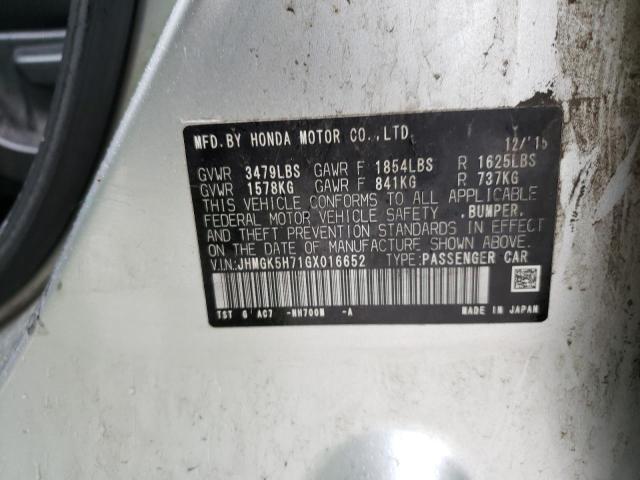 MFD.BY HONDA MOTOR CO.,LTD. 12/'15
GVWR 3479LBS GAWR F 1854LBS R 1625LBS
GVWR 1578KG GAWR F 841KG R 737KG
THIS VEHICLE CONFORMS TO ALL APPLICABLE
FEDERAL MOTOR VEHICLE SAFETY ,BUMPER,
AND THEFT PREVENTION STANDARDS IN EFFECT
ON THE DATE OF MANUFACTURE SHOWN ABOVE.
V.I.N:JHMGK5H71GX016652 TYPE:PASSENGER CAR
TST G AC7 -NH700M -A MADE IN JAPAN